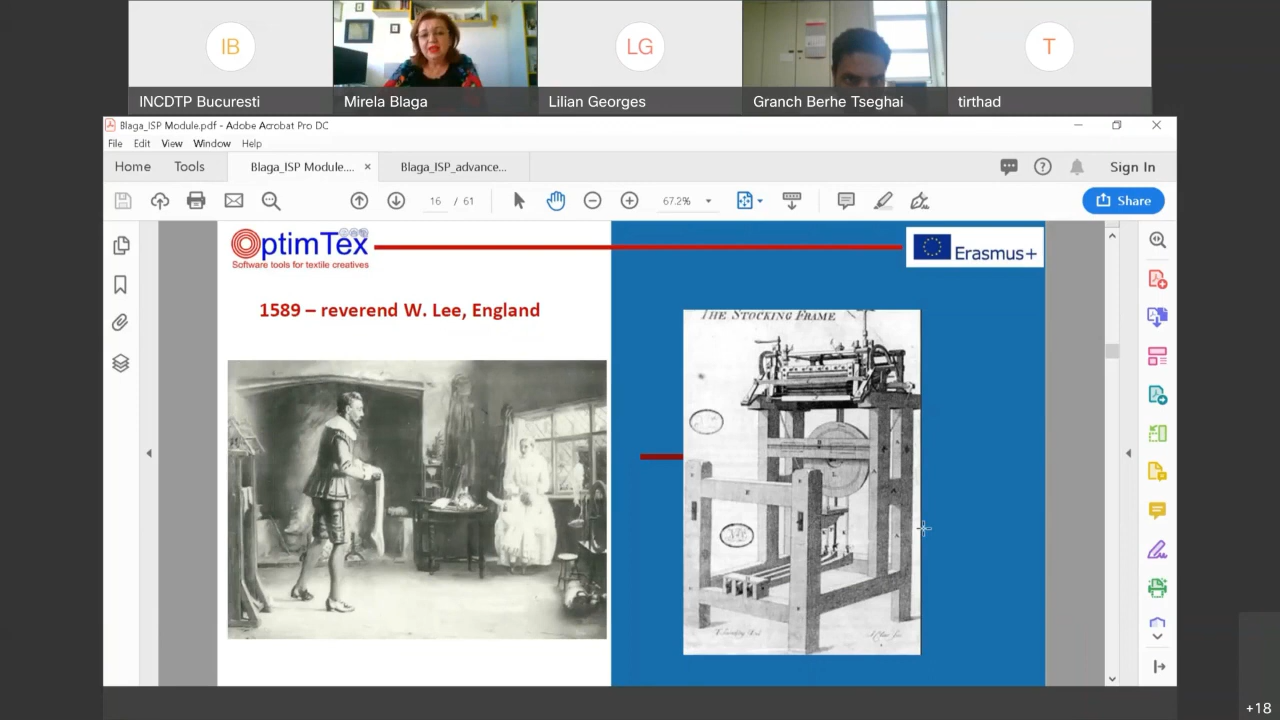 IB
LG
T
INCDTP Bucuresti
Mirela Blaga
Lilian Georges
Granch Berhe Tseghai
tirthad
Blaga_ISP Module.pdf - Adobe Acrobat Pro DC
File Edit View Window Help
Home Tools Blaga_ISP Module.... × Blaga_ISP_advance... Sign In
16 / 61 67.2% Share
OptimTex
Software tools for textile creatives
Erasmus+
1589 – reverend W. Lee, England
THE STOCKING FRAME
+18